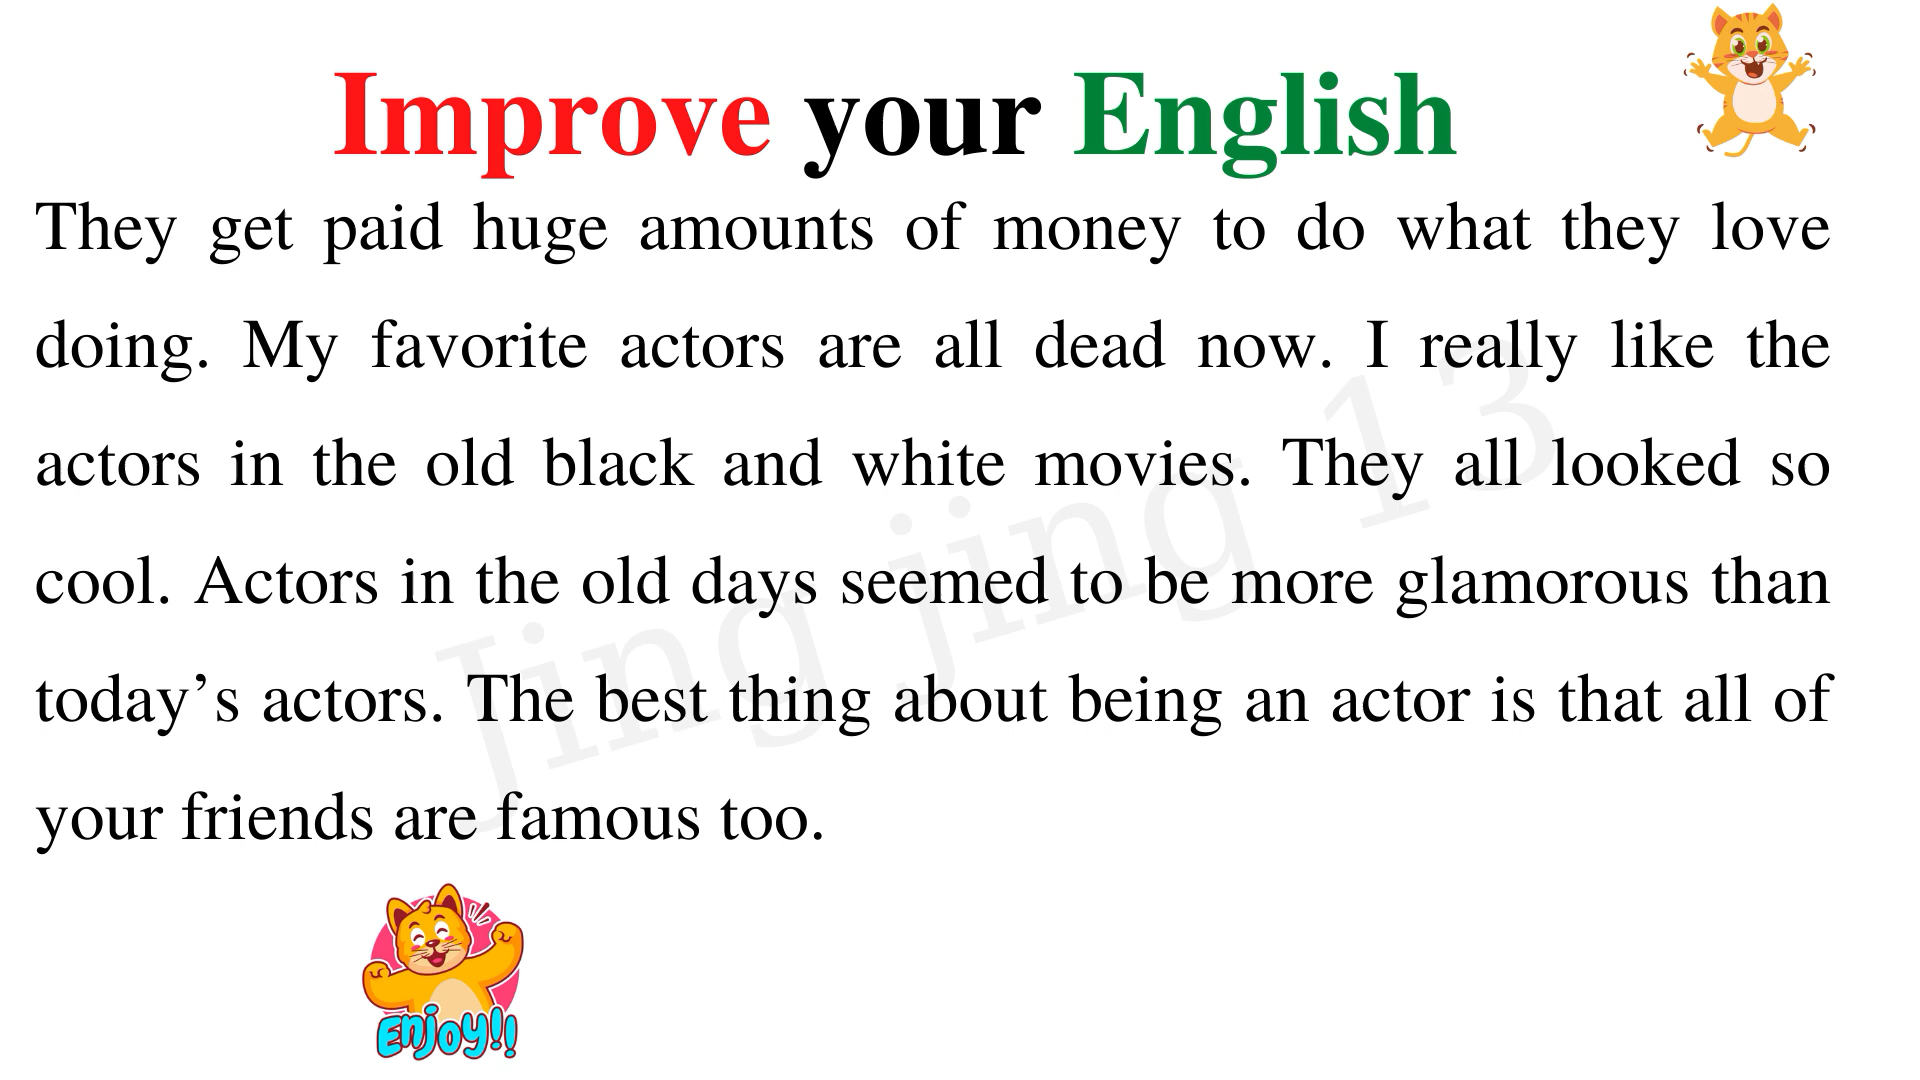 Improve your English
They get paid huge amounts of money to do what they love
doing. My favorite actors are all dead now. I really like the
actors in the old black and white movies. They all looked so
cool. Actors in the old days seemed to be more glamorous than
today’s actors. The best thing about being an actor is that all of
your friends are famous too.
Jing jing 13
Enjoy!!